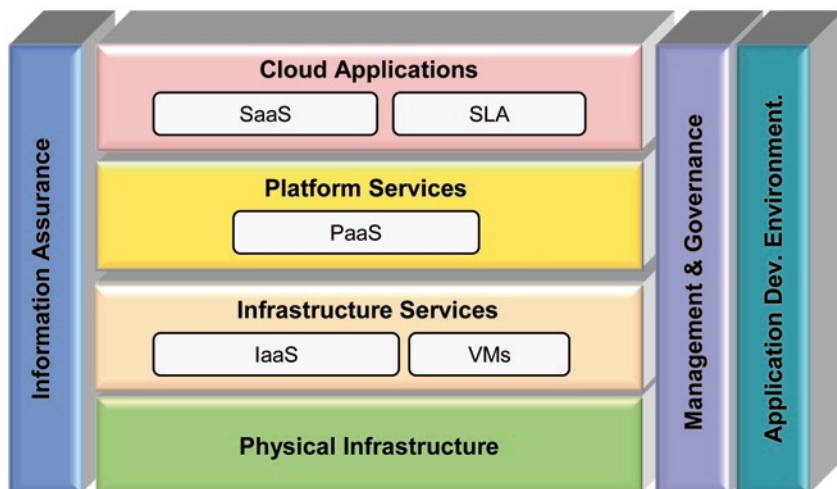 Information Assurance
Cloud Applications
SaaS
SLA
Platform Services
PaaS
Infrastructure Services
IaaS
VMs
Physical Infrastructure
Management & Governance
Application Dev. Environment.